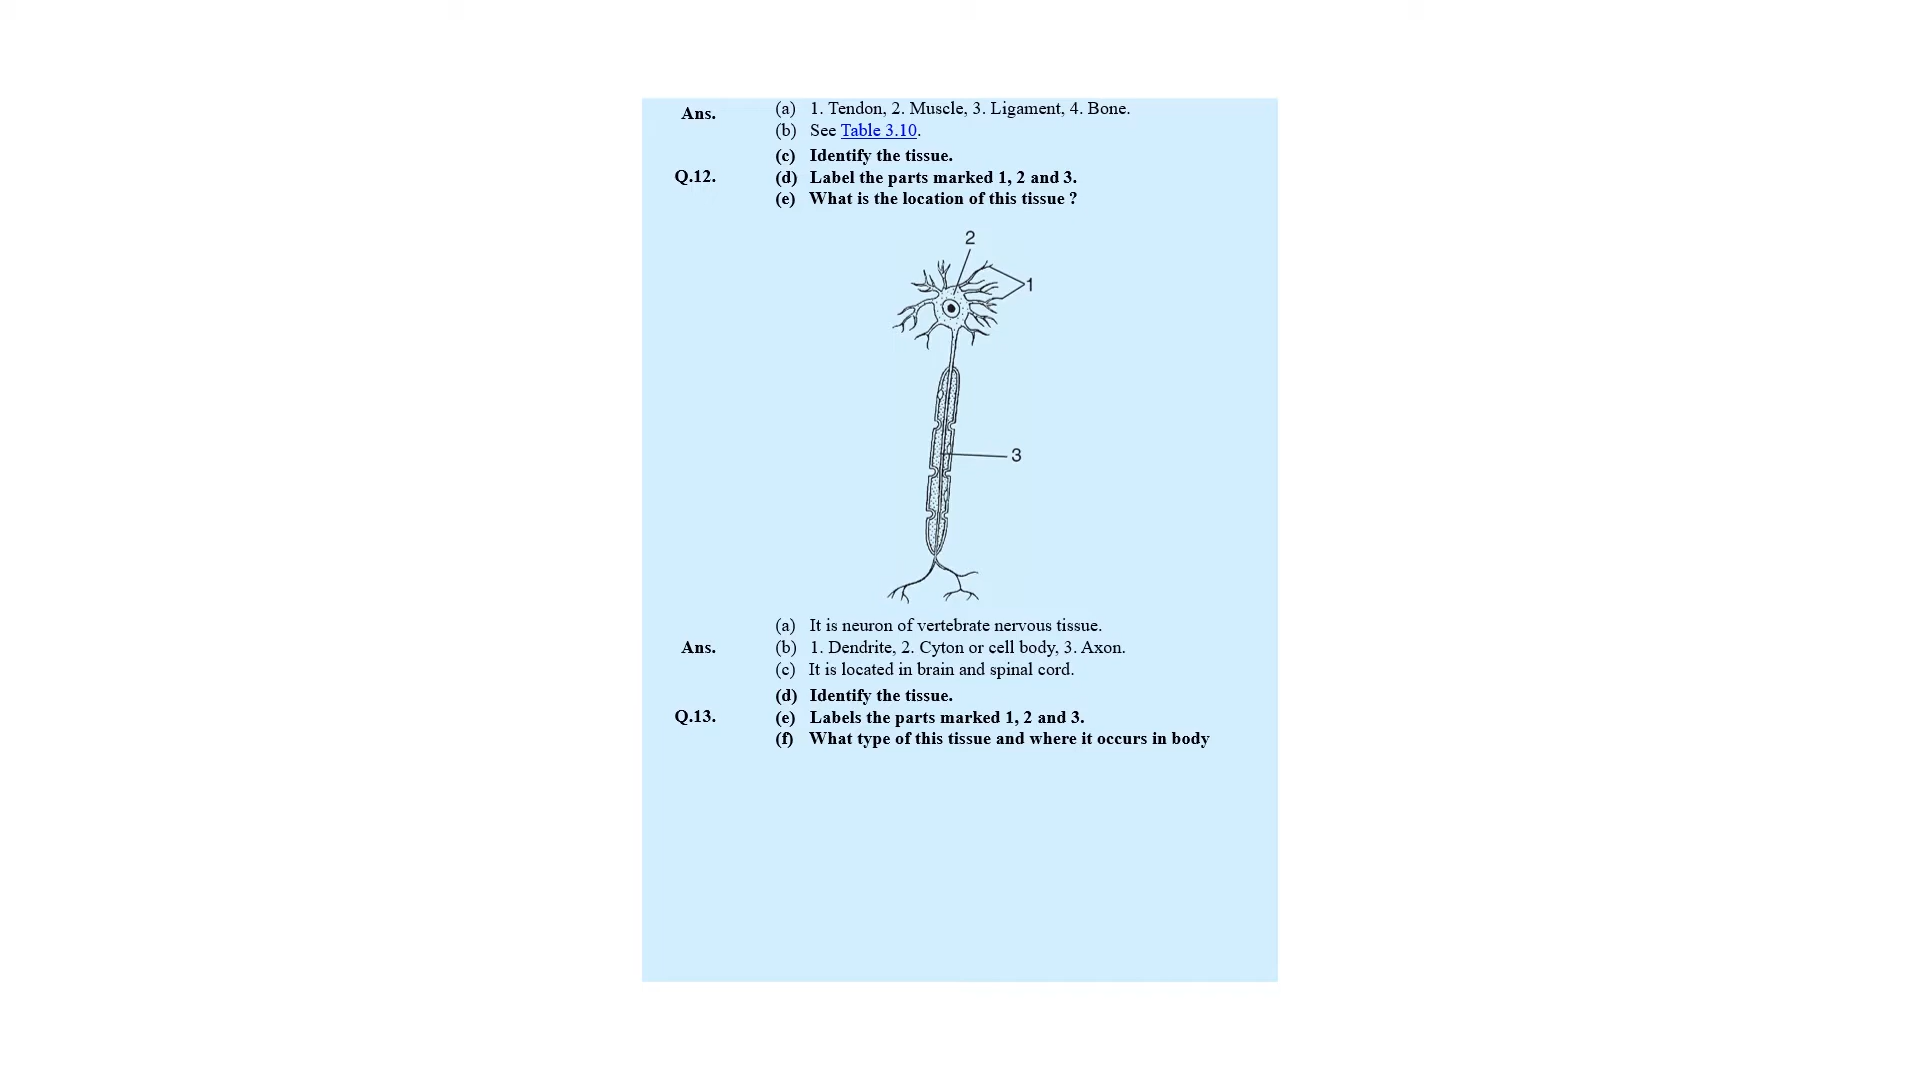 Ans.
(a) 1. Tendon, 2. Muscle, 3. Ligament, 4. Bone.
(b) See Table 3.10.
Q.12.
(c) Identify the tissue.
(d) Label the parts marked 1, 2 and 3.
(e) What is the location of this tissue ?
2
1
3
Ans.
(a) It is neuron of vertebrate nervous tissue.
(b) 1. Dendrite, 2. Cyton or cell body, 3. Axon.
(c) It is located in brain and spinal cord.
Q.13.
(d) Identify the tissue.
(e) Labels the parts marked 1, 2 and 3.
(f) What type of this tissue and where it occurs in body